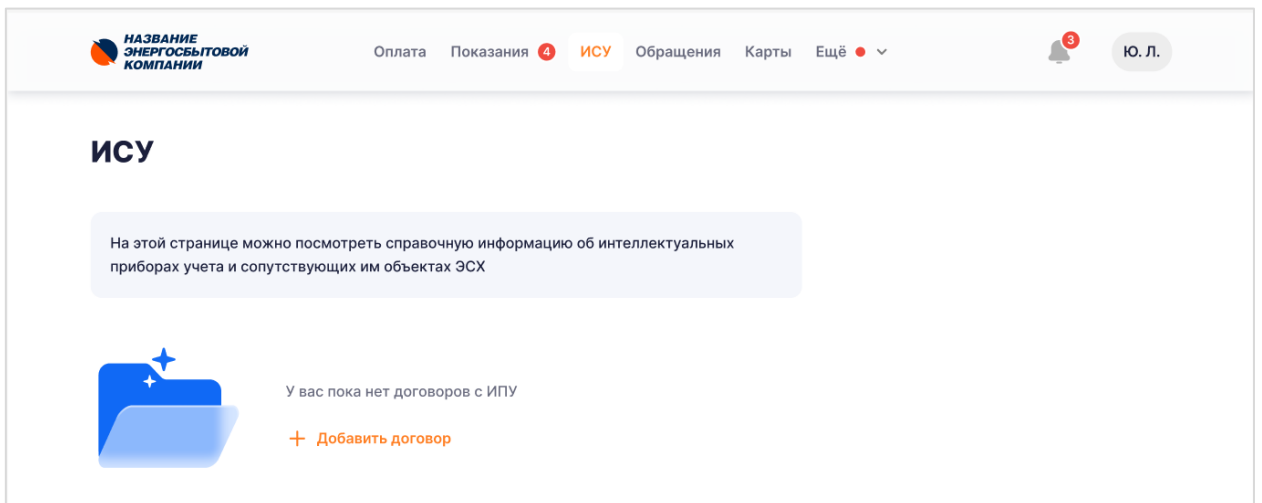 НАЗВАНИЕ
ЭНЕРГОСБЫТОВОЙ
КОМПАНИИ
Оплата Показания 4 ИСУ Обращения Карты Ещё 3 Ю. Л.
ИСУ
На этой странице можно посмотреть справочную информацию об интеллектуальных
приборах учета и сопутствующих им объектах ЭСХ
У вас пока нет договоров с ИПУ
+ Добавить договор